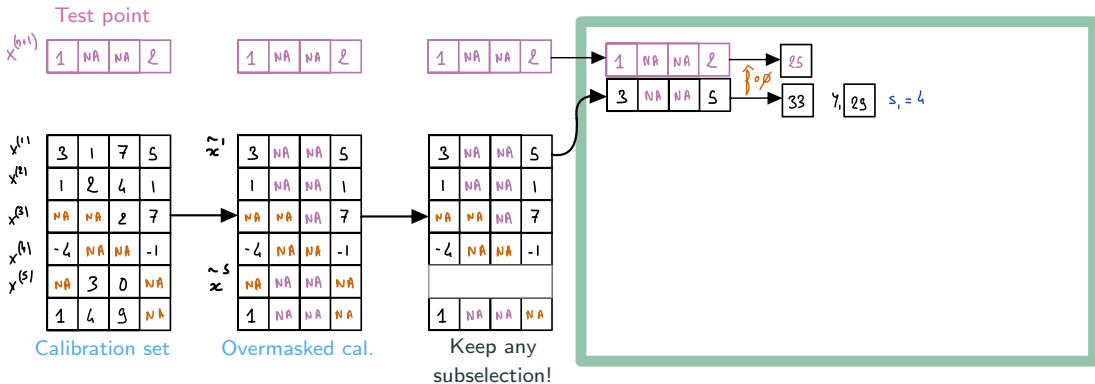 Test point
x^(n+1) 1 NA NA 2
1 NA NA 2
1 NA NA 2
1 NA NA 2
25
3 NA NA 5
f̂∘φ
33
y₁ 29
s₁ = 4
x^(1) 3 1 7 5
x^(2) 1 2 4 1
x^(3) NA NA 2 7
x^(4) -4 NA NA -1
x^(5) NA 3 0 NA
1 4 9 NA
Calibration set
x̃¹ 3 NA NA 5
1 NA NA 1
NA NA NA 7
-4 NA NA -1
x̃⁵ NA NA NA NA
1 NA NA NA
Overmasked cal.
3 NA NA 5
1 NA NA 1
NA NA NA 7
-4 NA NA -1
1 NA NA NA
Keep any
subselection!